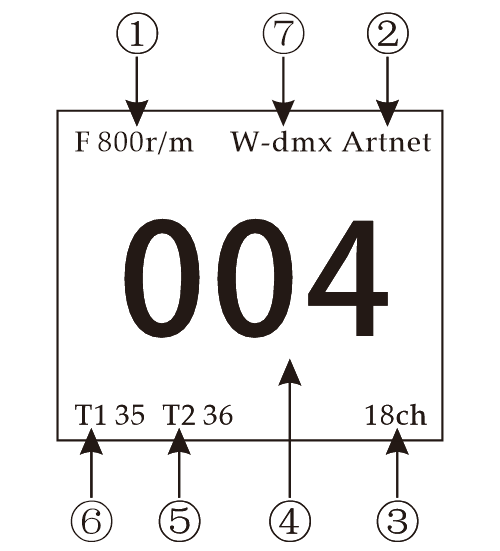 ① ⑦ ②
F 800r/m W-dmx Artnet
004
T1 35 T2 36 18ch
⑥ ⑤ ④ ③